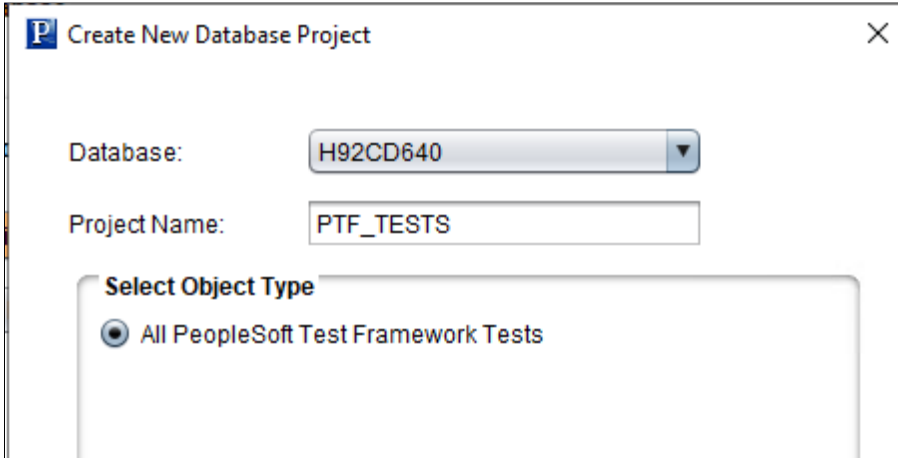 P Create New Database Project
Database: H92CD640
Project Name: PTF_TESTS
Select Object Type
All PeopleSoft Test Framework Tests